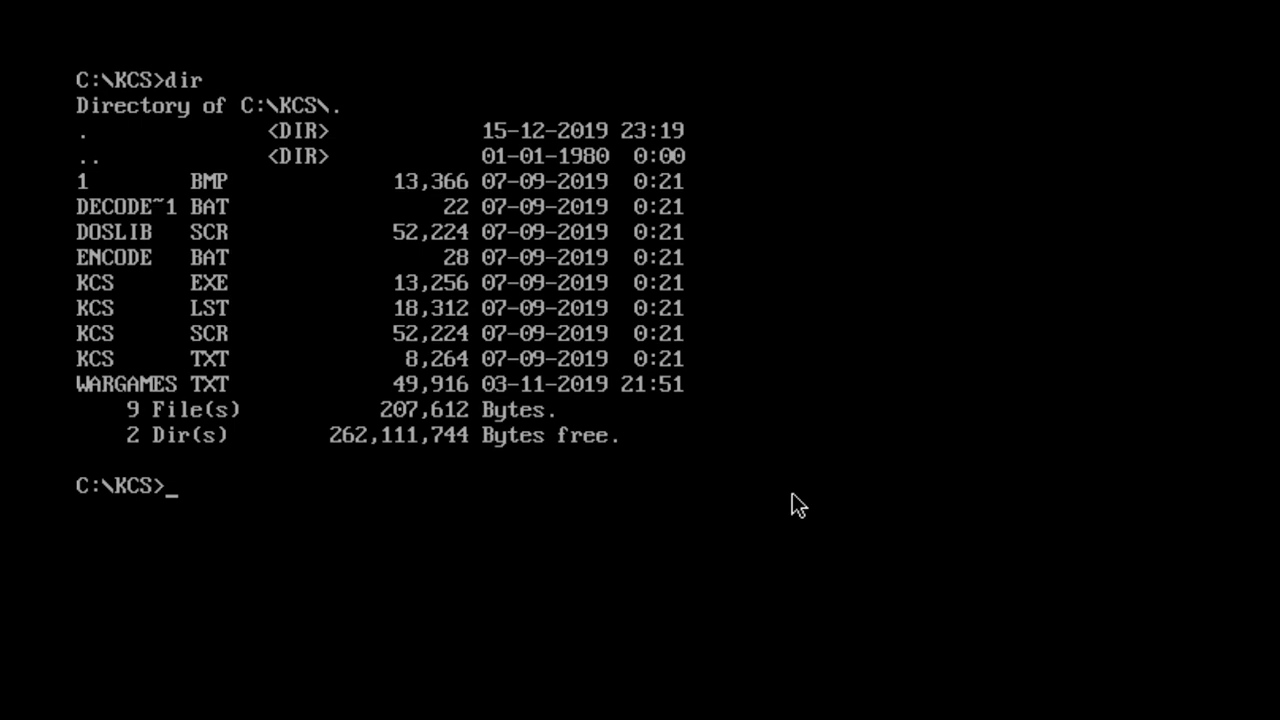 C:\KCS>dir
Directory of C:\KCS\.
.               <DIR>            15-12-2019 23:19
..              <DIR>            01-01-1980  0:00
1        BMP             13,366 07-09-2019  0:21
DECODE~1 BAT                 22 07-09-2019  0:21
DOSLIB   SCR             52,224 07-09-2019  0:21
ENCODE   BAT                 28 07-09-2019  0:21
KCS      EXE             13,256 07-09-2019  0:21
KCS      LST             18,312 07-09-2019  0:21
KCS      SCR             52,224 07-09-2019  0:21
KCS      TXT              8,264 07-09-2019  0:21
WARGAMES TXT             49,916 03-11-2019 21:51
    9 File(s)           207,612 Bytes.
    2 Dir(s)        262,111,744 Bytes free.
C:\KCS>_